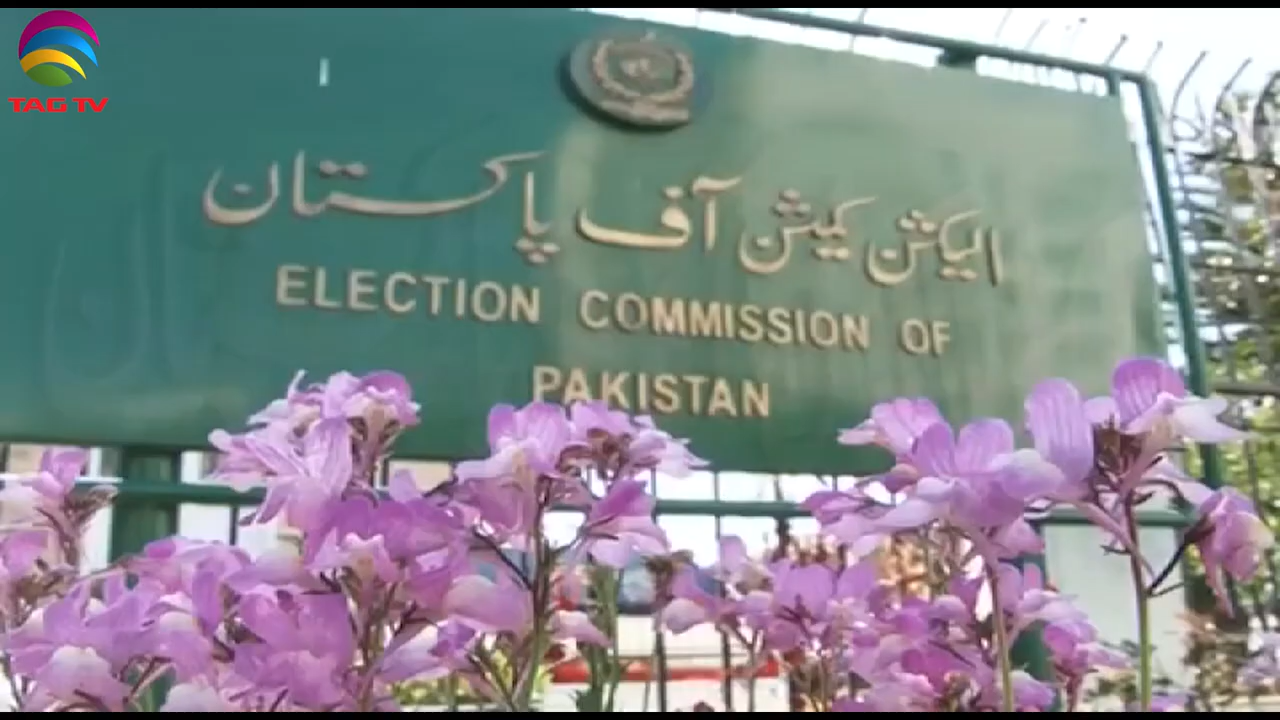 TAG TV
الیکشن کمیشن آف پاکستان
ELECTION COMMISSION OF
PAKISTAN